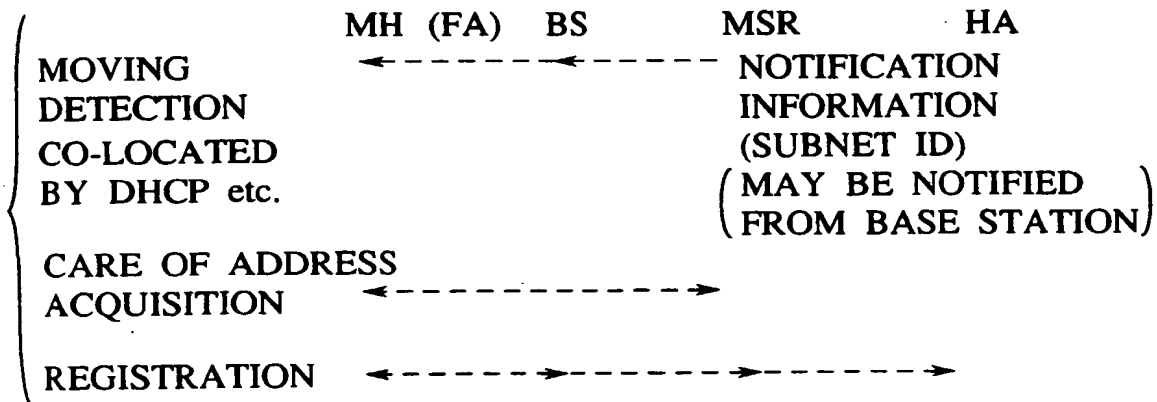 MH (FA) BS MSR HA
MOVING
DETECTION
CO-LOCATED
BY DHCP etc.
NOTIFICATION
INFORMATION
(SUBNET ID)
(MAY BE NOTIFIED
FROM BASE STATION)
CARE OF ADDRESS
ACQUISITION
REGISTRATION